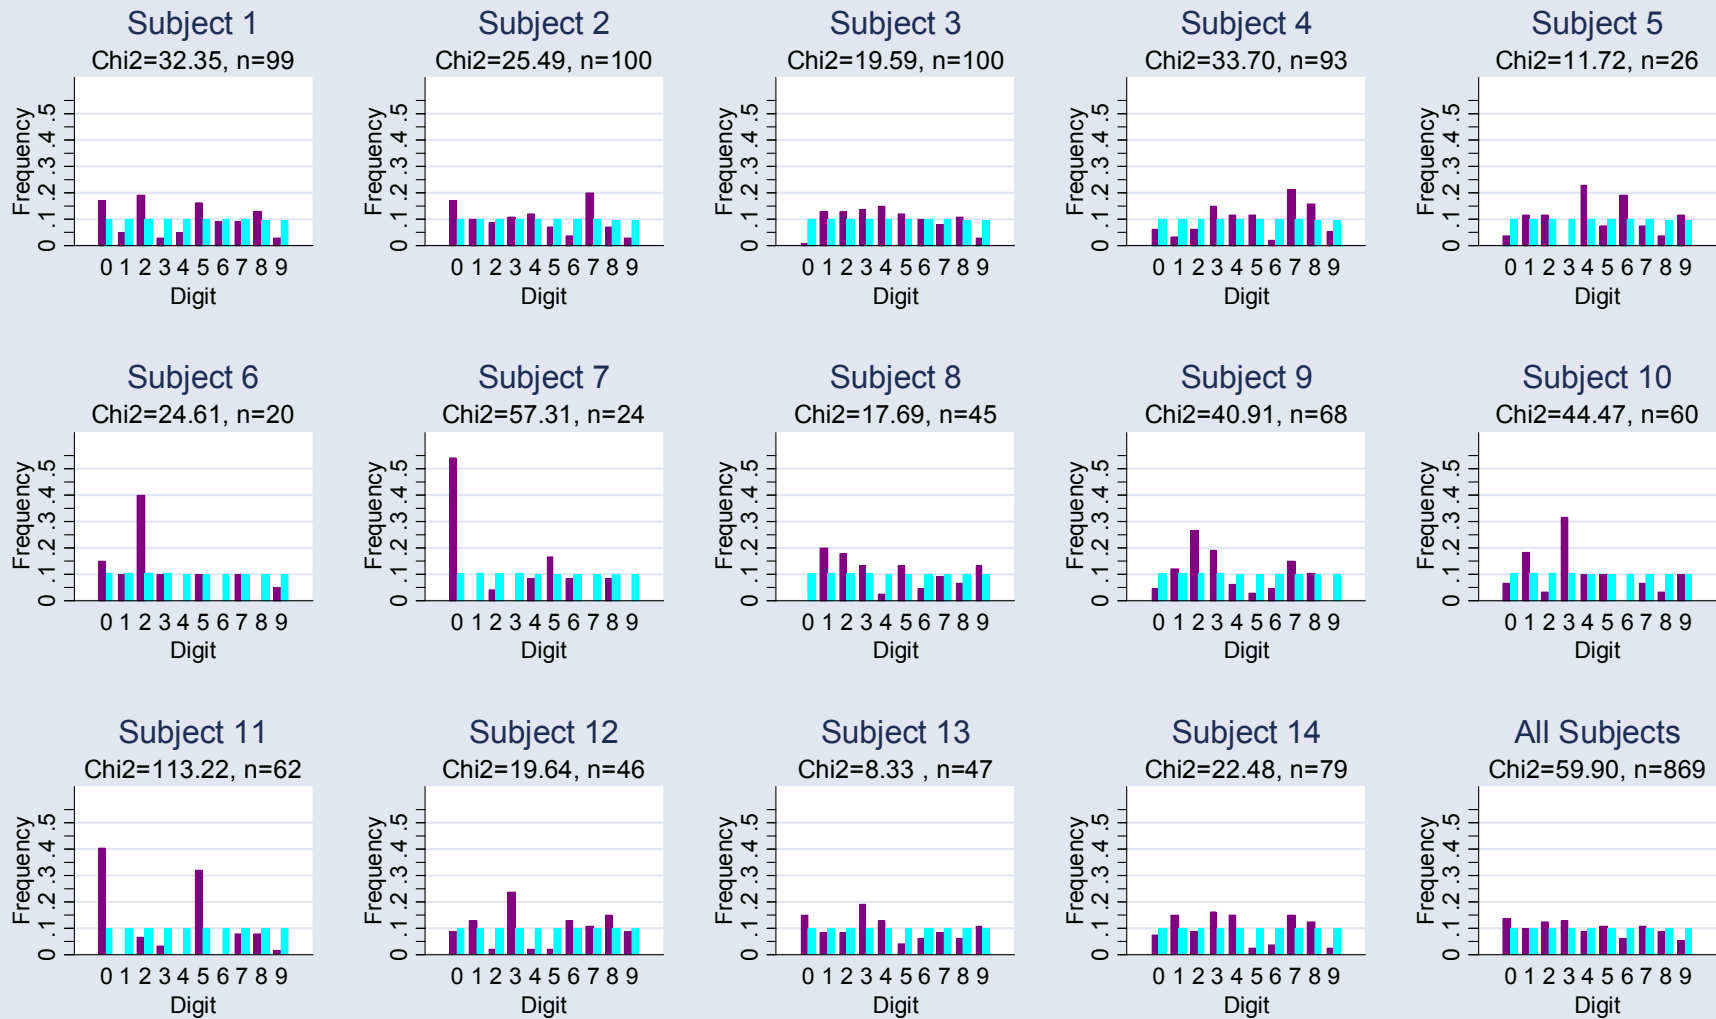 Subject 1
Chi2=32.35, n=99
Frequency
0 .1 .2 .3 .4 .5
0 1 2 3 4 5 6 7 8 9
Digit
Subject 2
Chi2=25.49, n=100
Frequency
0 .1 .2 .3 .4 .5
0 1 2 3 4 5 6 7 8 9
Digit
Subject 3
Chi2=19.59, n=100
Frequency
0 .1 .2 .3 .4 .5
0 1 2 3 4 5 6 7 8 9
Digit
Subject 4
Chi2=33.70, n=93
Frequency
0 .1 .2 .3 .4 .5
0 1 2 3 4 5 6 7 8 9
Digit
Subject 5
Chi2=11.72, n=26
Frequency
0 .1 .2 .3 .4 .5
0 1 2 3 4 5 6 7 8 9
Digit
Subject 6
Chi2=24.61, n=20
Frequency
0 .1 .2 .3 .4 .5
0 1 2 3 4 5 6 7 8 9
Digit
Subject 7
Chi2=57.31, n=24
Frequency
0 .1 .2 .3 .4 .5
0 1 2 3 4 5 6 7 8 9
Digit
Subject 8
Chi2=17.69, n=45
Frequency
0 .1 .2 .3 .4 .5
0 1 2 3 4 5 6 7 8 9
Digit
Subject 9
Chi2=40.91, n=68
Frequency
0 .1 .2 .3 .4 .5
0 1 2 3 4 5 6 7 8 9
Digit
Subject 10
Chi2=44.47, n=60
Frequency
0 .1 .2 .3 .4 .5
0 1 2 3 4 5 6 7 8 9
Digit
Subject 11
Chi2=113.22, n=62
Frequency
0 .1 .2 .3 .4 .5
0 1 2 3 4 5 6 7 8 9
Digit
Subject 12
Chi2=19.64, n=46
Frequency
0 .1 .2 .3 .4 .5
0 1 2 3 4 5 6 7 8 9
Digit
Subject 13
Chi2=8.33 , n=47
Frequency
0 .1 .2 .3 .4 .5
0 1 2 3 4 5 6 7 8 9
Digit
Subject 14
Chi2=22.48, n=79
Frequency
0 .1 .2 .3 .4 .5
0 1 2 3 4 5 6 7 8 9
Digit
All Subjects
Chi2=59.90, n=869
Frequency
0 .1 .2 .3 .4 .5
0 1 2 3 4 5 6 7 8 9
Digit